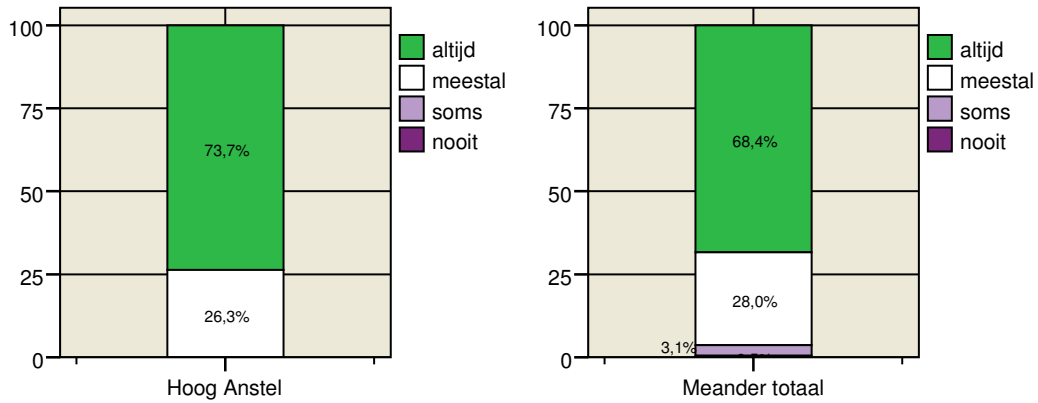 100
75
50
25
0
73,7%
26,3%
Hoog Anstel
altijd
meestal
soms
nooit
100
75
50
25
0
68,4%
28,0%
3,1%
Meander totaal
altijd
meestal
soms
nooit